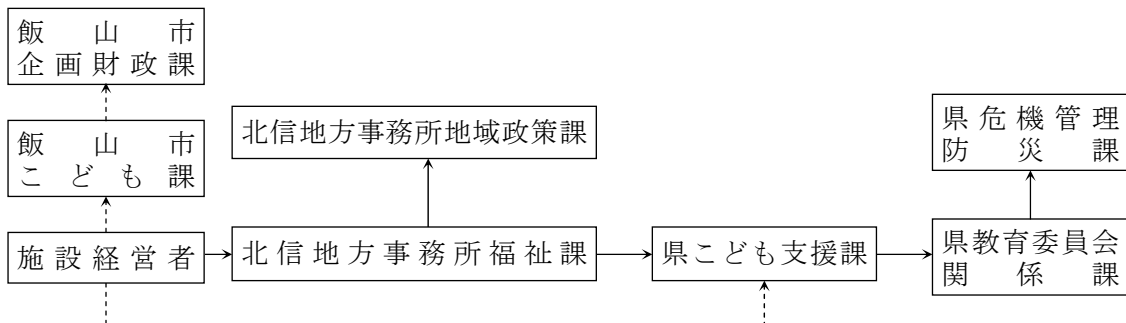 飯山市
企画財政課
飯山市
こども課
北信地方事務所地域政策課
県危機管理
防災課
施設経営者
北信地方事務所福祉課
県こども支援課
県教育委員会
関係課